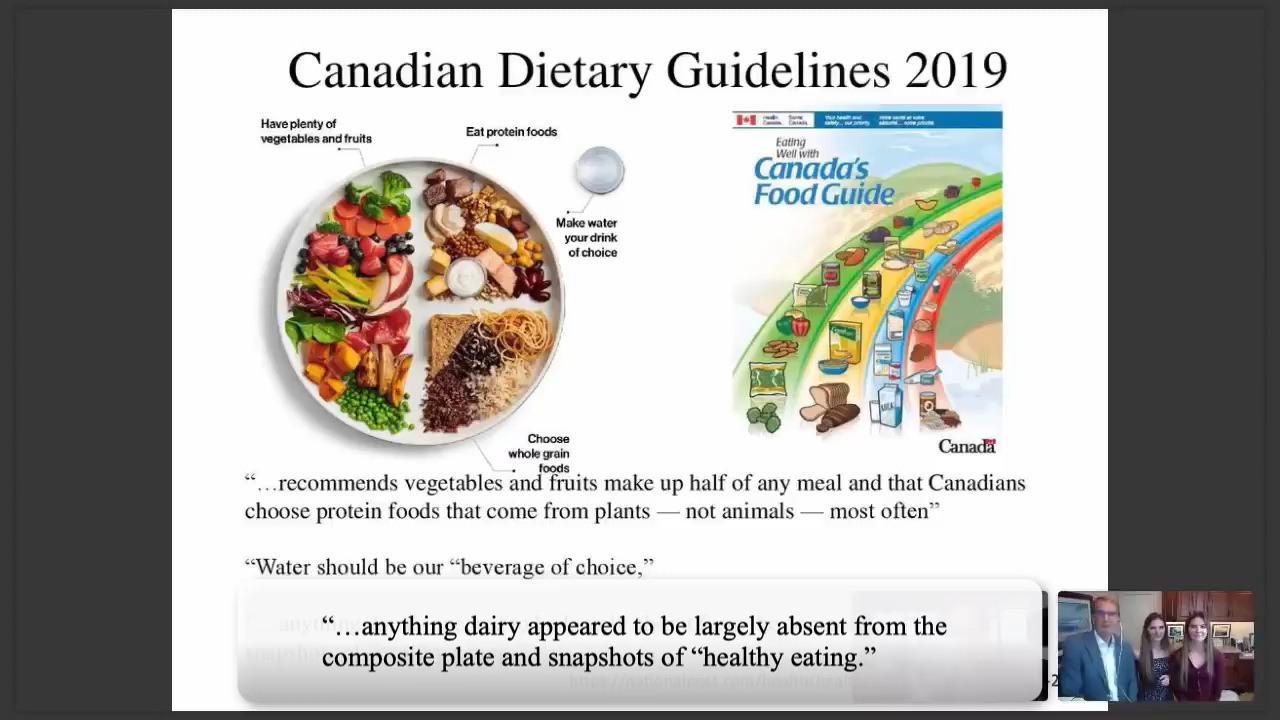 Canadian Dietary Guidelines 2019
Have plenty of
vegetables and fruits
Eat protein foods
Make water
your drink
of choice
Choose
whole grain
foods
Health
Canada
Santé
Canada
Eating
Well with
Canada's
Food Guide
MILK
Canada
“…recommends vegetables and fruits make up half of any meal and that Canadians
choose protein foods that come from plants — not animals — most often”
“Water should be our “beverage of choice,”
“…anything dairy appeared to be largely absent from the
composite plate and snapshots of “healthy eating.”
https://nationalpost.com/health/